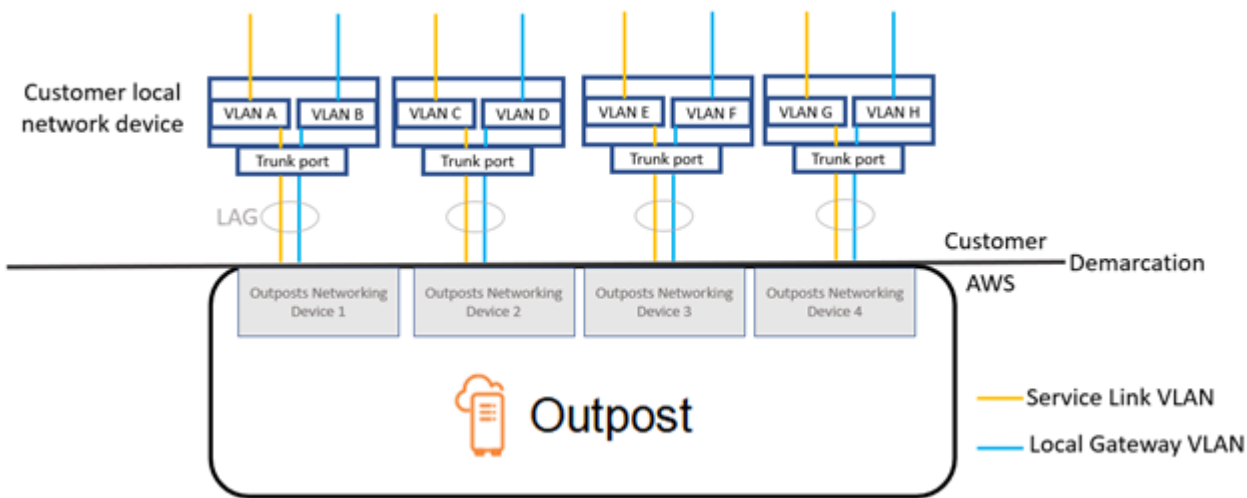 Customer local
network device
VLAN A
VLAN B
VLAN C
VLAN D
VLAN E
VLAN F
VLAN G
VLAN H
Trunk port
Trunk port
Trunk port
Trunk port
LAG
Customer
Demarcation
AWS
Outposts Networking
Device 1
Outposts Networking
Device 2
Outposts Networking
Device 3
Outposts Networking
Device 4
Outpost
Service Link VLAN
Local Gateway VLAN